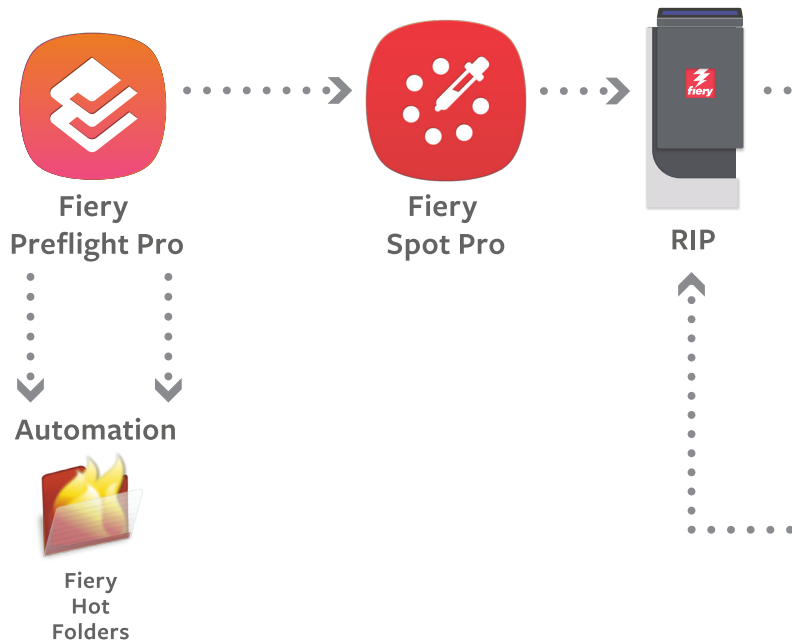 Fiery
Preflight Pro
Fiery
Spot Pro
fiery
RIP
Automation
Fiery
Hot
Folders